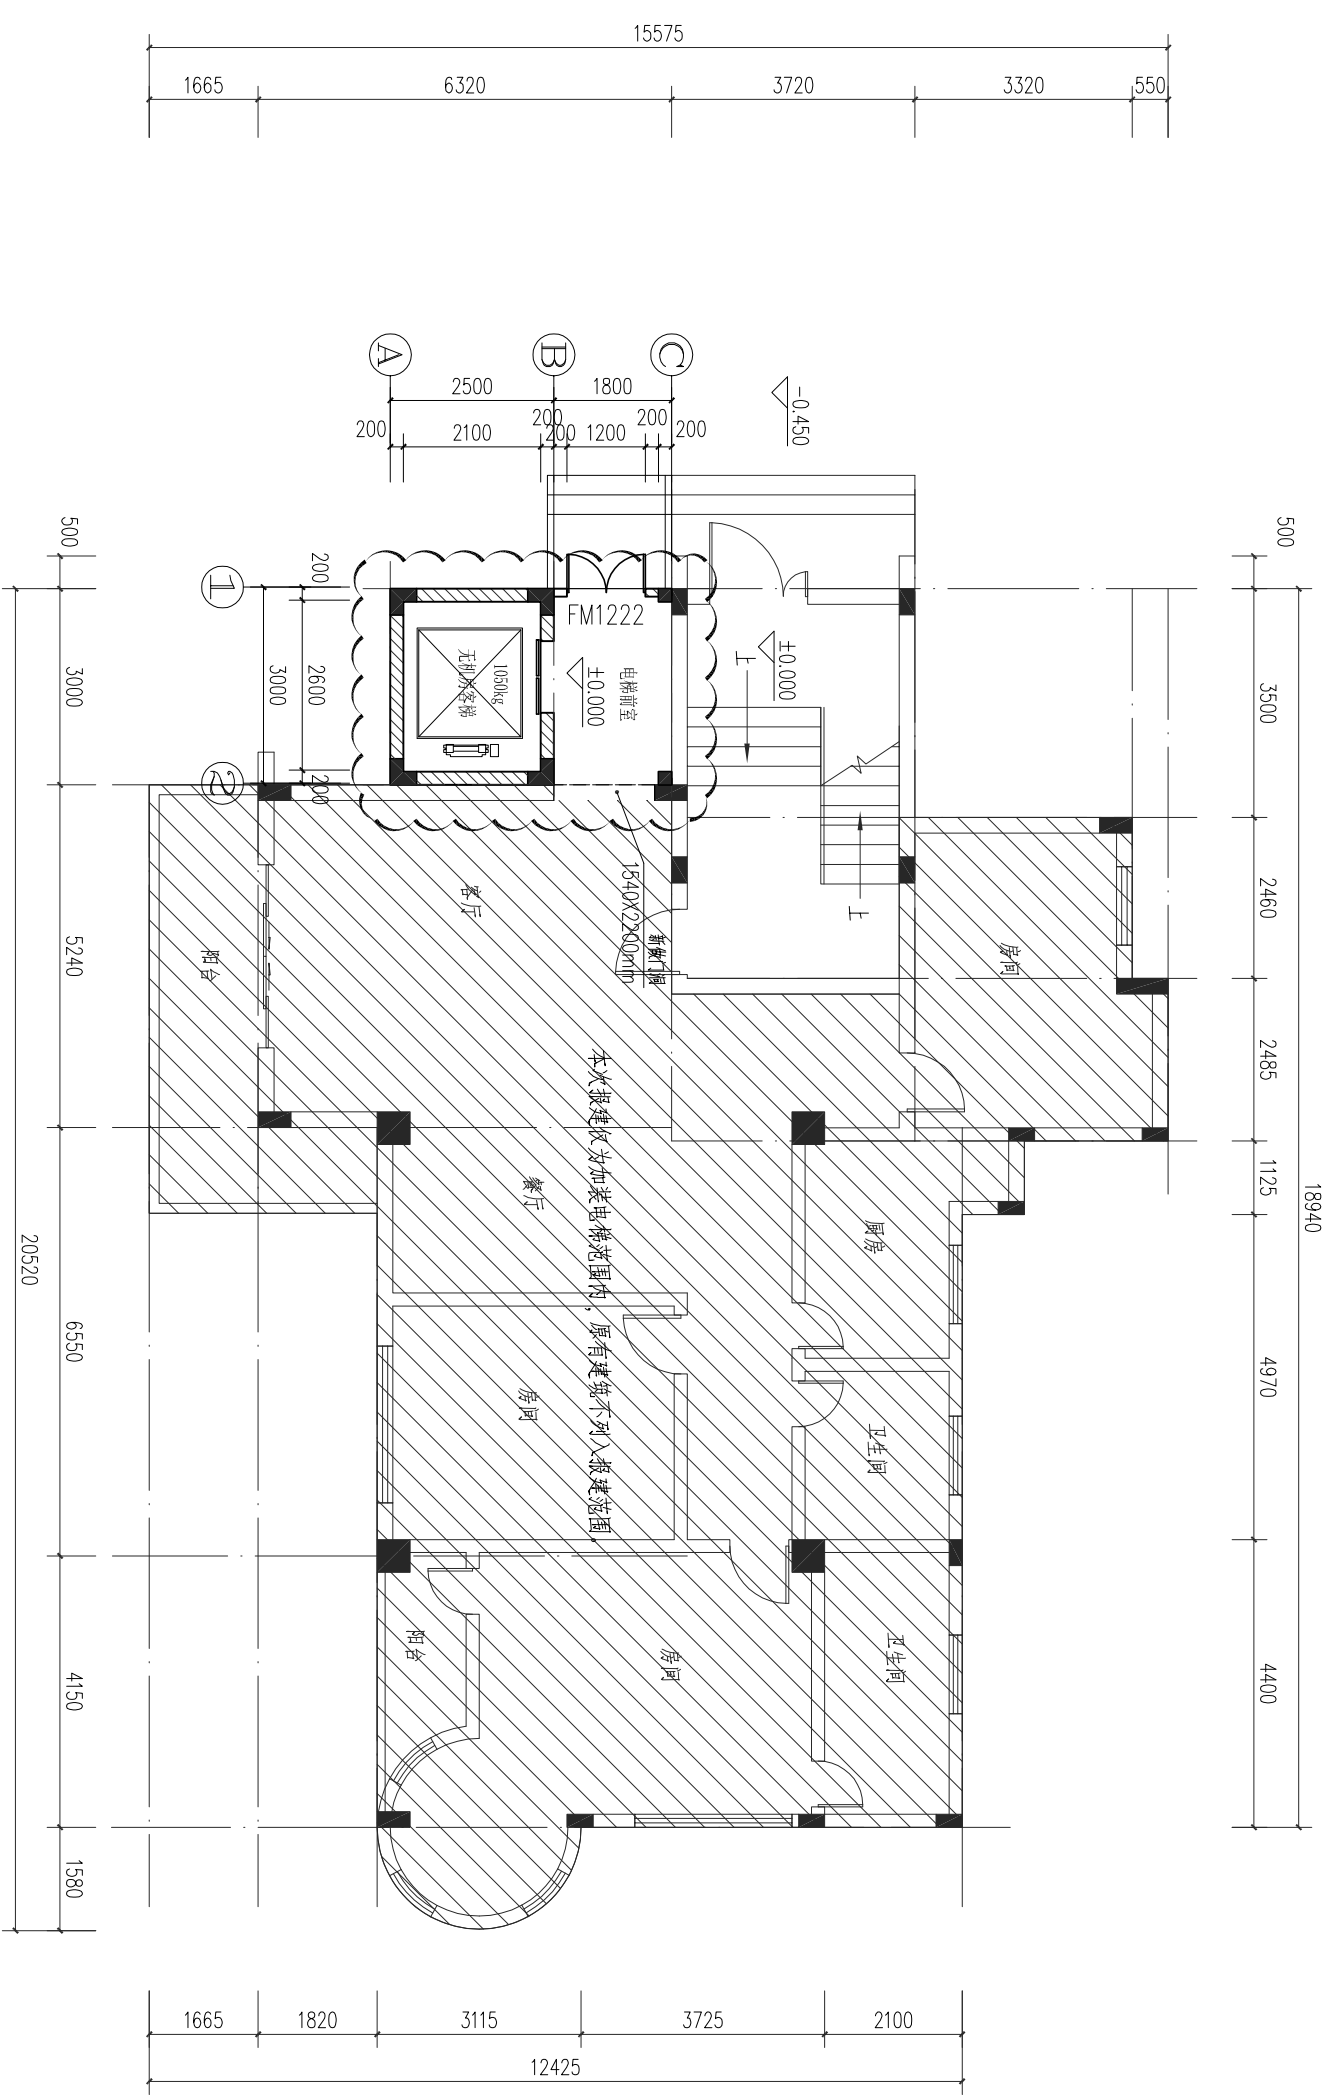 15575
1665
6320
3720
3320
550
A
B
C
2500
1800
200
2100
200
200
1200
200
200
-0.450
500
3000
5240
6550
4150
1580
20520
500
3500
2460
2485
1125
4970
4400
18940
1
2
200
2600
200
3000
FM1222
1050kg
无机房客梯
±0.000
电梯前室
±0.000
上
上
新做门洞
1540X2200mm
客厅
阳台
房间
本次报建仅为加装电梯范围内，原有建筑不列入报建范围。
餐厅
厨房
房间
卫生间
阳台
房间
卫生间
1665
1820
3115
3725
2100
12425